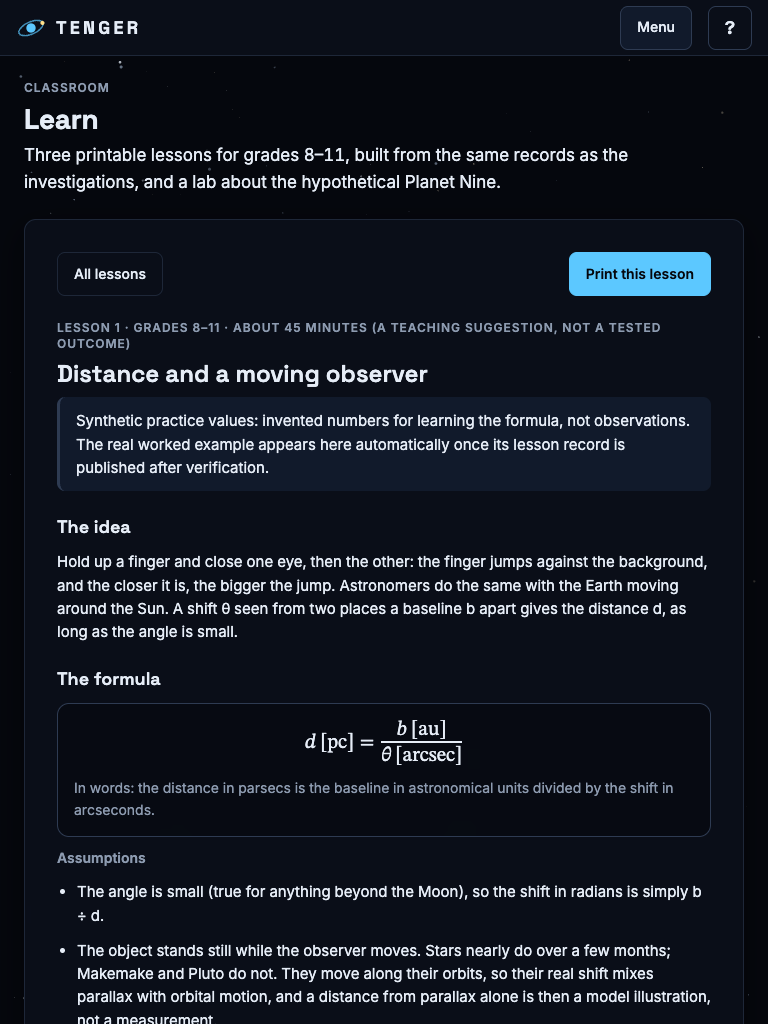 TENGER
Menu
?
CLASSROOM
Learn
Three printable lessons for grades 8–11, built from the same records as the
investigations, and a lab about the hypothetical Planet Nine.
All lessons
Print this lesson
LESSON 1 · GRADES 8–11 · ABOUT 45 MINUTES (A TEACHING SUGGESTION, NOT A TESTED
OUTCOME)
Distance and a moving observer
Synthetic practice values: invented numbers for learning the formula, not observations.
The real worked example appears here automatically once its lesson record is
published after verification.
The idea
Hold up a finger and close one eye, then the other: the finger jumps against the background,
and the closer it is, the bigger the jump. Astronomers do the same with the Earth moving
around the Sun. A shift θ seen from two places a baseline b apart gives the distance d, as
long as the angle is small.
The formula
d [pc] = b [au] / θ [arcsec]
In words: the distance in parsecs is the baseline in astronomical units divided by the shift in
arcseconds.
Assumptions
• The angle is small (true for anything beyond the Moon), so the shift in radians is simply b
÷ d.
• The object stands still while the observer moves. Stars nearly do over a few months;
Makemake and Pluto do not. They move along their orbits, so their real shift mixes
parallax with orbital motion, and a distance from parallax alone is then a model illustration,
not a measurement.